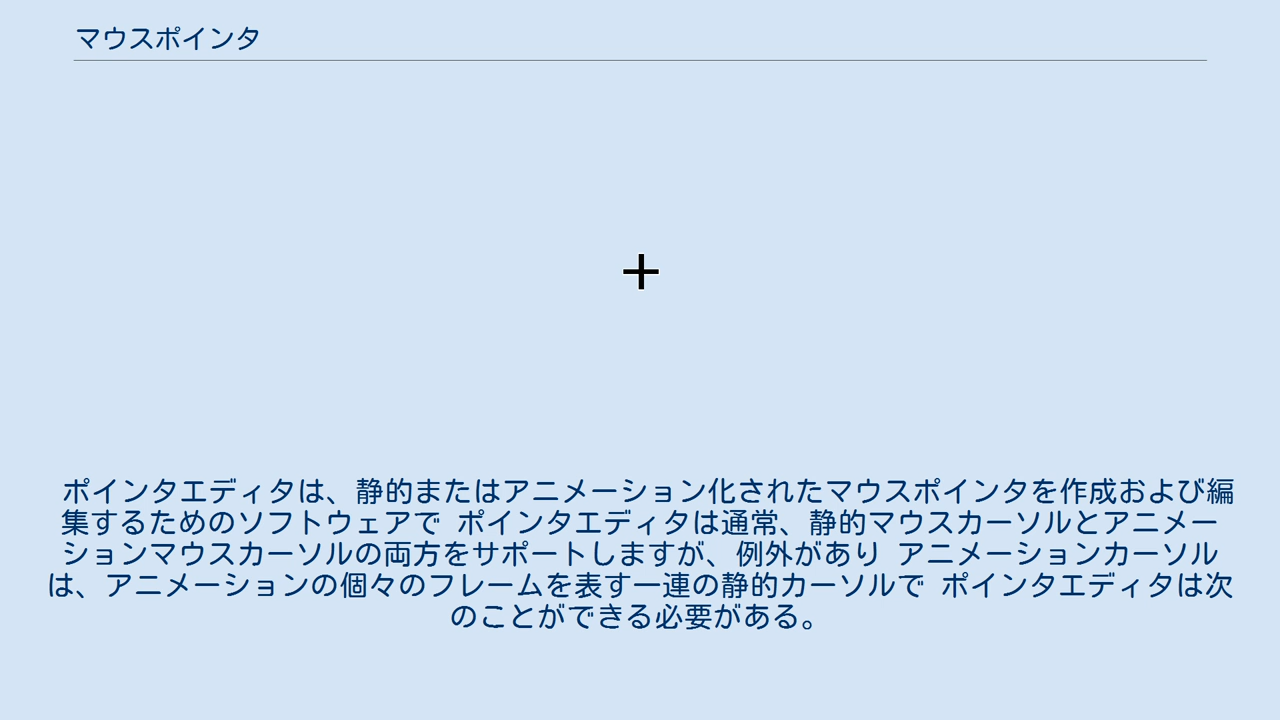 マウスポインタ
ポインタエディタは、静的またはアニメーション化されたマウスポインタを作成および編
集するためのソフトウェアで ポインタエディタは通常、静的マウスカーソルとアニメー
ションマウスカーソルの両方をサポートしますが、例外があり アニメーションカーソル
は、アニメーションの個々のフレームを表す一連の静的カーソルで ポインタエディタは次
のことができる必要がある。